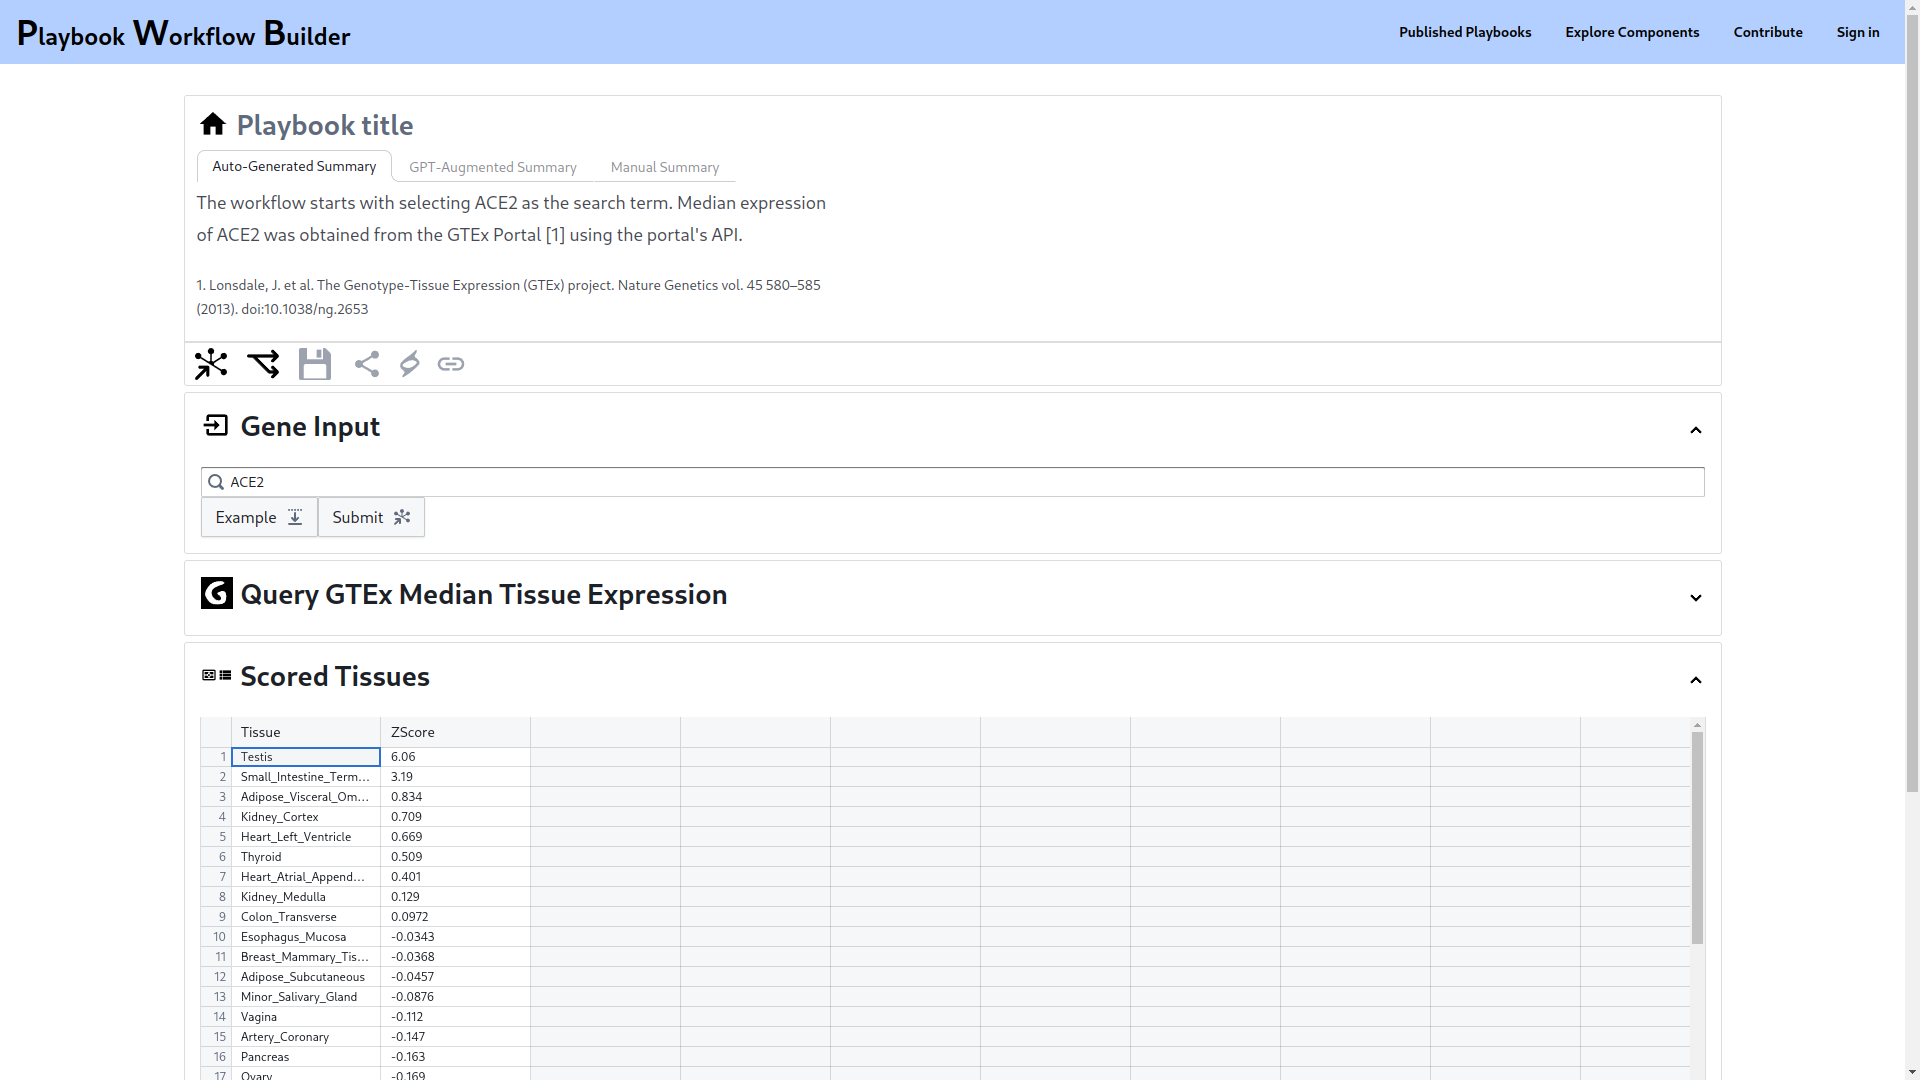 Playbook Workflow Builder
Published Playbooks
Explore Components
Contribute
Sign in
Playbook title
Auto-Generated Summary
GPT-Augmented Summary
Manual Summary
The workflow starts with selecting ACE2 as the search term. Median expression
of ACE2 was obtained from the GTEx Portal [1] using the portal's API.
1. Lonsdale, J. et al. The Genotype-Tissue Expression (GTEx) project. Nature Genetics vol. 45 580–585
(2013). doi:10.1038/ng.2653
Gene Input
ACE2
Example
Submit
Query GTEx Median Tissue Expression
Scored Tissues
Tissue ZScore
1 Testis 6.06
2 Small_Intestine_Term... 3.19
3 Adipose_Visceral_Om... 0.834
4 Kidney_Cortex 0.709
5 Heart_Left_Ventricle 0.669
6 Thyroid 0.509
7 Heart_Atrial_Append... 0.401
8 Kidney_Medulla 0.129
9 Colon_Transverse 0.0972
10 Esophagus_Mucosa -0.0343
11 Breast_Mammary_Tis... -0.0368
12 Adipose_Subcutaneous -0.0457
13 Minor_Salivary_Gland -0.0876
14 Vagina -0.112
15 Artery_Coronary -0.147
16 Pancreas -0.163
17 Ovary -0.169